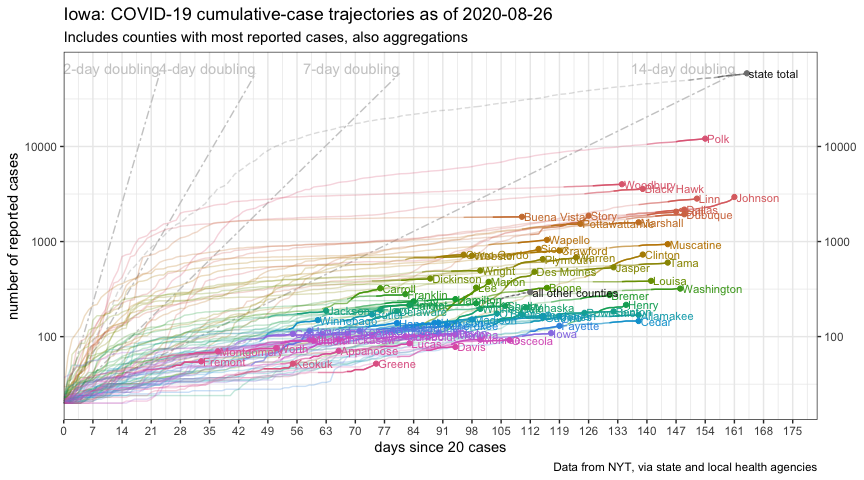 Iowa: COVID-19 cumulative-case trajectories as of 2020-08-26
Includes counties with most reported cases, also aggregations
2-day doubling
4-day doubling
7-day doubling
14-day doubling
state total
Polk
Woodbury
Black Hawk
Linn
Johnson
Dallas
Dubuque
Buena Vista
Story
Pottawattamie
Marshall
Wapello
Muscatine
Sioux
Crawford
Plymouth
Warren
Clinton
Tama
Webster
Wright
Des Moines
Jasper
Dickinson
Marion
Louisa
Carroll
Lee
Boone
Washington
Franklin
all other counties
Bremer
Hamilton
Henry
Jackson
Delaware
Mahaska
Allamakee
Winnebago
Cedar
Fayette
Iowa
Lucas
Osceola
Davis
Montgomery
Worth
Appanoose
Fremont
Keokuk
Greene
10000
1000
100
10000
1000
100
number of reported cases
0 7 14 21 28 35 42 49 56 63 70 77 84 91 98 105 112 119 126 133 140 147 154 161 168 175
days since 20 cases
Data from NYT, via state and local health agencies